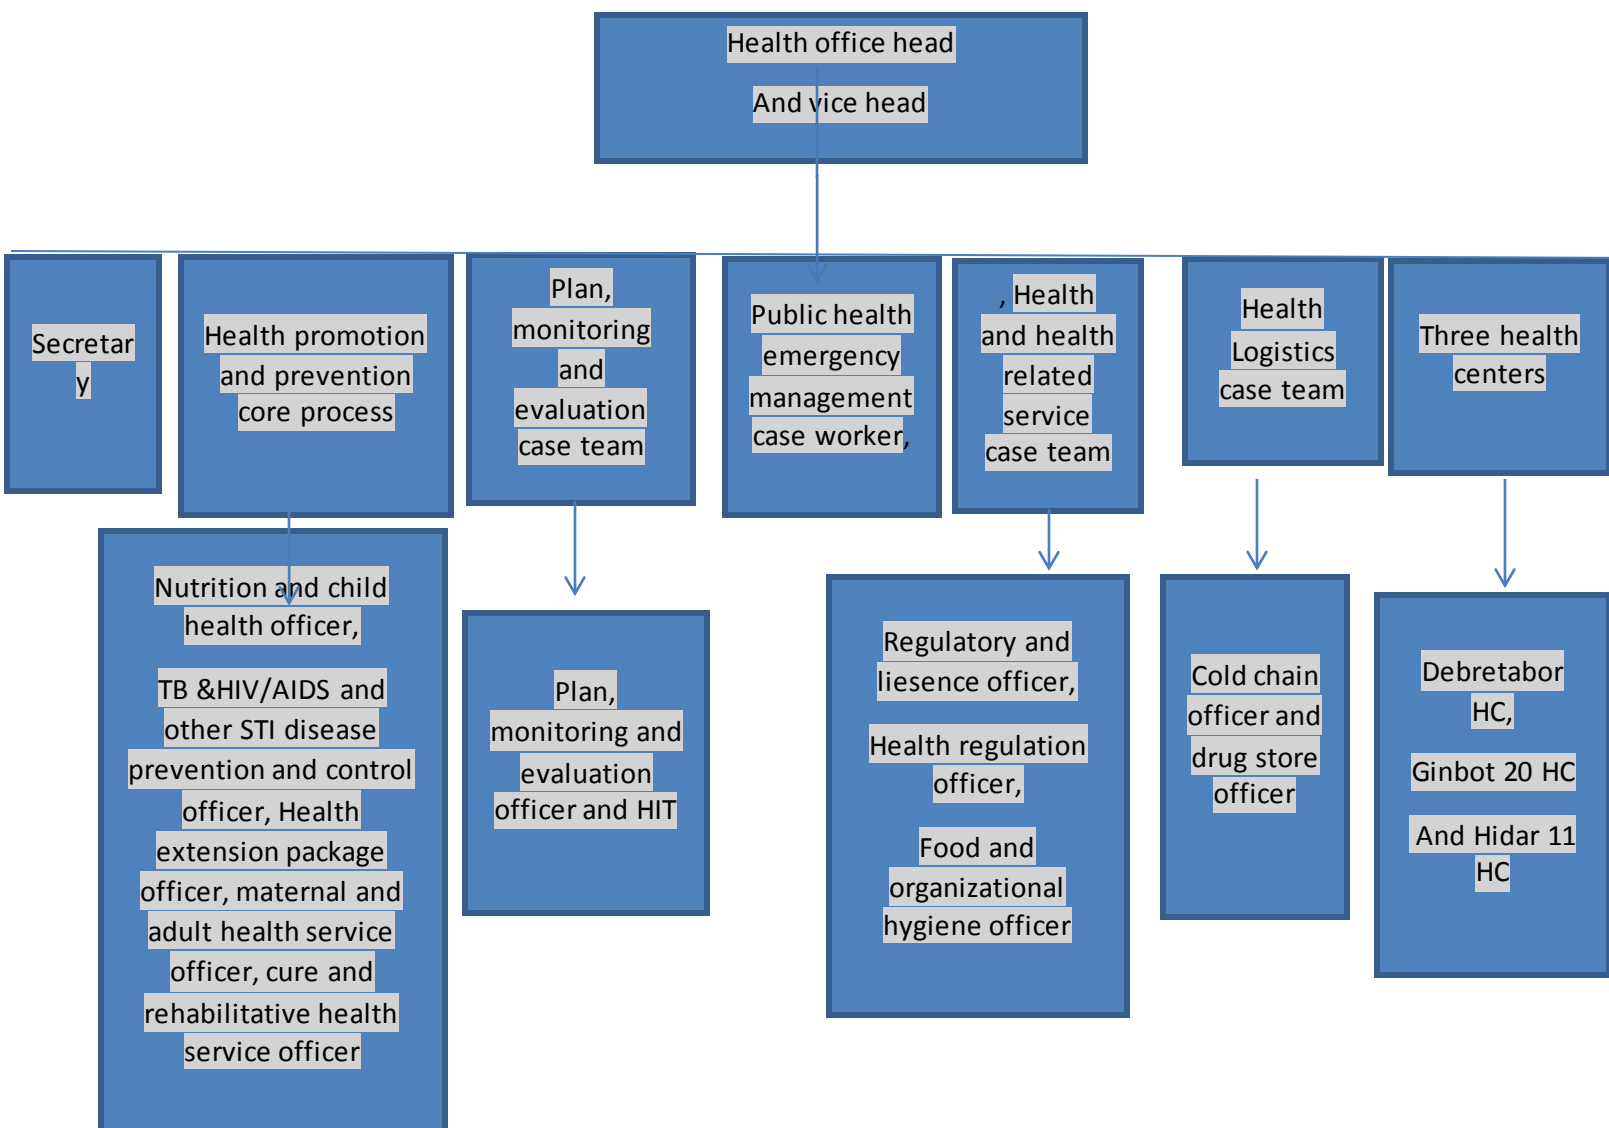 Health office head
And vice head
Secretar
y
Health promotion
and prevention
core process
Plan,
monitoring
and
evaluation
case team
Public health
emergency
management
case worker,
, Health
and health
related
service
case team
Health
Logistics
case team
Three health
centers
Nutrition and child
health officer,
TB &HIV/AIDS and
other STI disease
prevention and control
officer, Health
extension package
officer, maternal and
adult health service
officer, cure and
rehabilitative health
service officer
Plan,
monitoring and
evaluation
officer and HIT
Regulatory and
liesence officer,
Health regulation
officer,
Food and
organizational
hygiene officer
Cold chain
officer and
drug store
officer
Debretabor
HC,
Ginbot 20 HC
And Hidar 11
HC